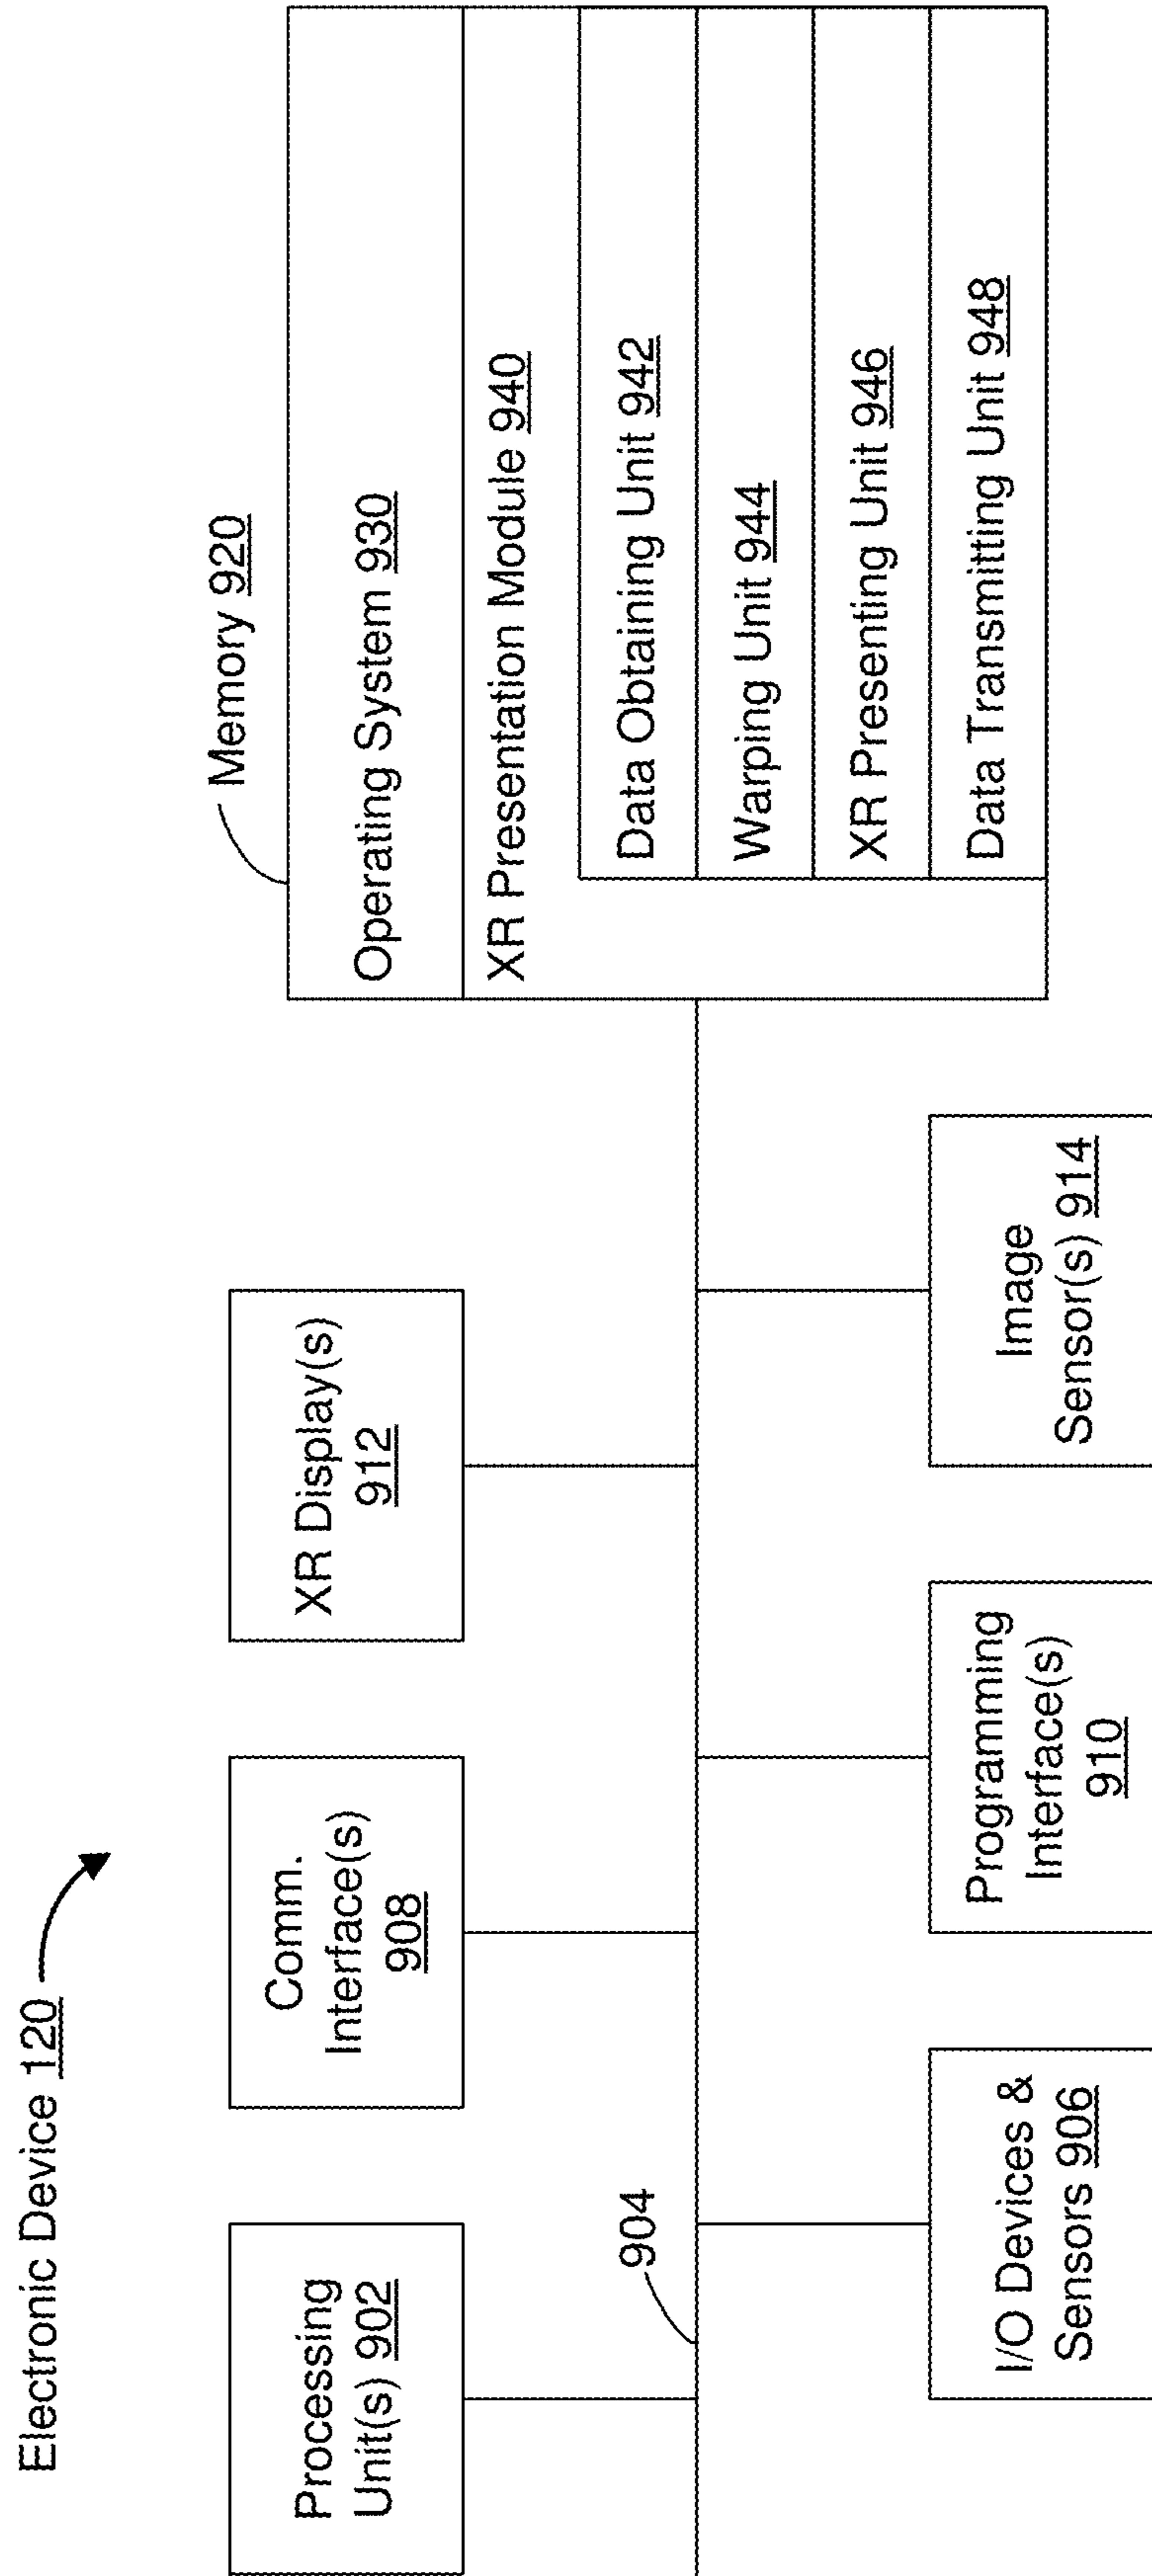 Electronic Device 120
Processing
Unit(s) 902
Comm.
Interface(s)
908
XR Display(s)
912
Memory 920
Operating System 930
XR Presentation Module 940
Data Obtaining Unit 942
Warping Unit 944
XR Presenting Unit 946
Data Transmitting Unit 948
904
I/O Devices &
Sensors 906
Programming
Interface(s)
910
Image
Sensor(s) 914